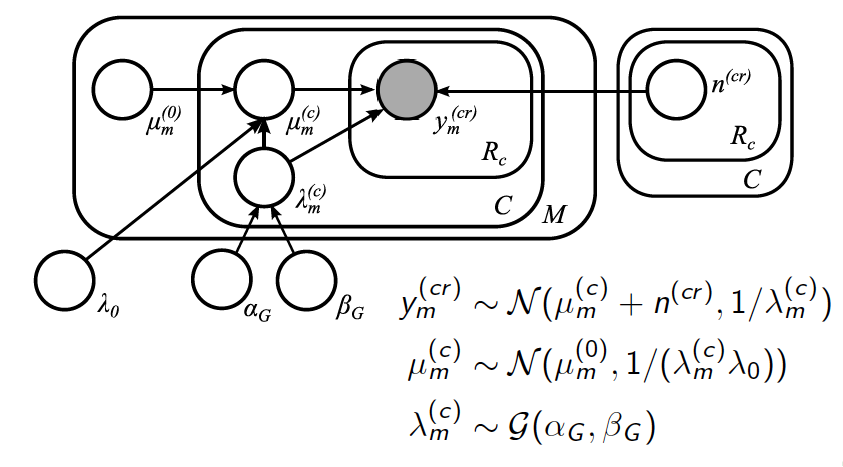 μ_m^(0) μ_m^(c) y_m^(cr) n^(cr)
R_c R_c
λ_m^(c) C M C
λ_0 α_G β_G
y_m^(cr) ∼ 𝒩(μ_m^(c) + n^(cr), 1/λ_m^(c))
μ_m^(c) ∼ 𝒩(μ_m^(0), 1/(λ_m^(c) λ_0))
λ_m^(c) ∼ 𝒢(α_G, β_G)